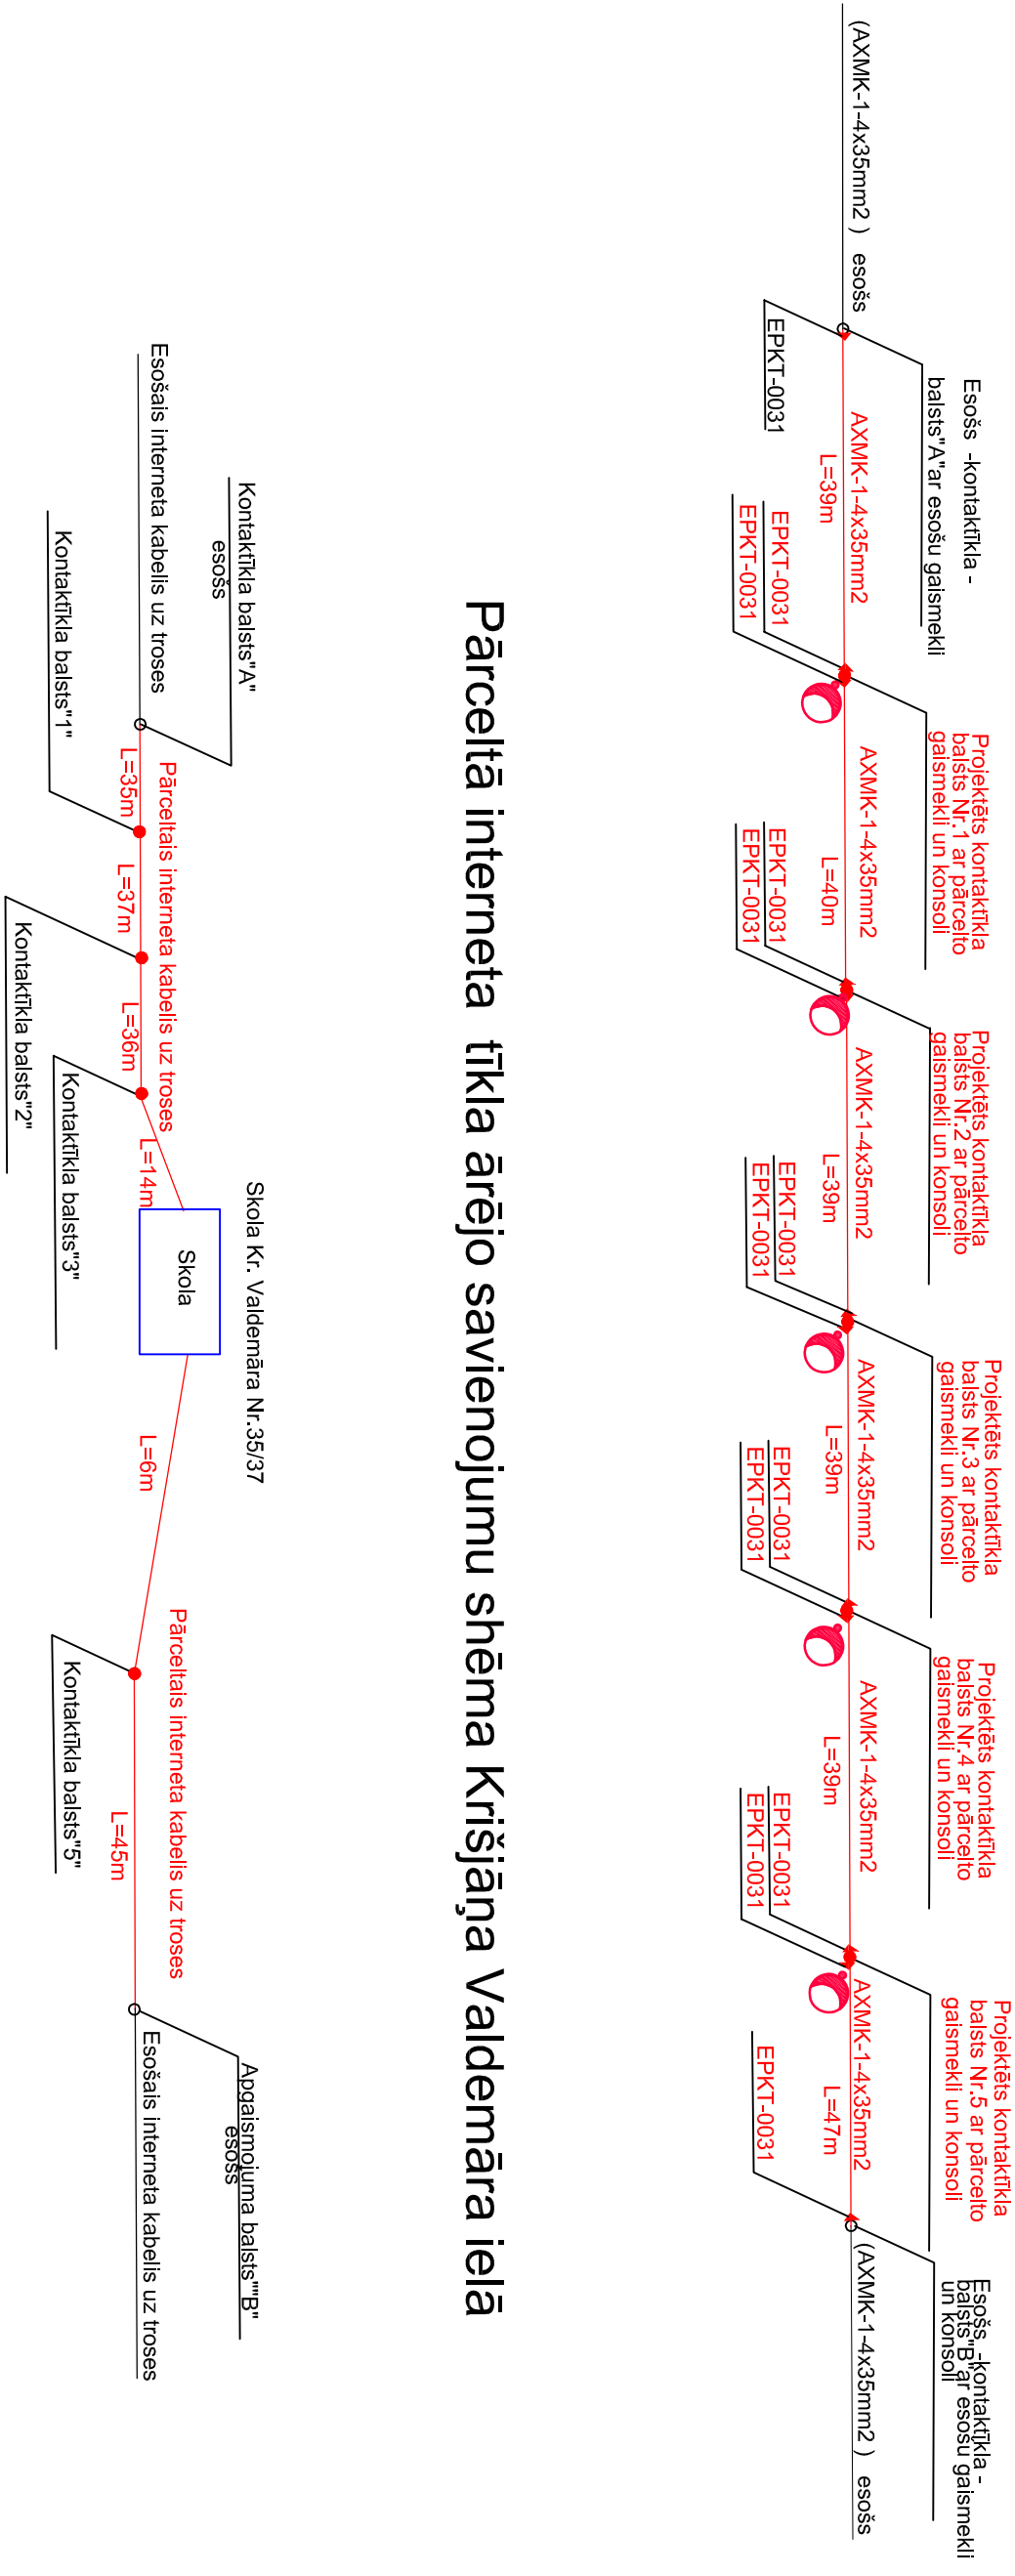 Esošs -kontaktīkla -
balsts"A"ar esošu gaismekli
Projektēts kontaktīkla
balsts Nr.1 ar pārcelto
gaismekli un konsoli
Projektēts kontaktīkla
balsts Nr.2 ar pārcelto
gaismekli un konsoli
Projektēts kontaktīkla
balsts Nr.3 ar pārcelto
gaismekli un konsoli
Projektēts kontaktīkla
balsts Nr.4 ar pārcelto
gaismekli un konsoli
Projektēts kontaktīkla
balsts Nr.5 ar pārcelto
gaismekli un konsoli
Esošs -kontaktīkla -
balsts"B"ar esošu gaismekli
un konsoli
(AXMK-1-4x35mm2 ) esošs
AXMK-1-4x35mm2
L=39m
AXMK-1-4x35mm2
L=40m
AXMK-1-4x35mm2
L=39m
AXMK-1-4x35mm2
L=39m
AXMK-1-4x35mm2
L=39m
AXMK-1-4x35mm2
L=47m
(AXMK-1-4x35mm2 ) esošs
EPKT-0031
EPKT-0031
EPKT-0031
EPKT-0031
EPKT-0031
EPKT-0031
EPKT-0031
EPKT-0031
EPKT-0031
EPKT-0031
EPKT-0031
EPKT-0031
Pārceltā interneta tīkla ārējo savienojumu shēma Krišjāņa Valdemāra ielā
Kontaktīkla balsts"A"
esošs
Skola Kr. Valdemāra Nr.35/37
Apgaismojuma balsts""B"
esošs
Esošais interneta kabelis uz troses
Pārceltais interneta kabelis uz troses
Skola
Pārceltais interneta kabelis uz troses
Esošais interneta kabelis uz troses
L=35m
L=37m
L=36m
L=14m
L=6m
L=45m
Kontaktīkla balsts"1"
Kontaktīkla balsts"2"
Kontaktīkla balsts"3"
Kontaktīkla balsts"5"